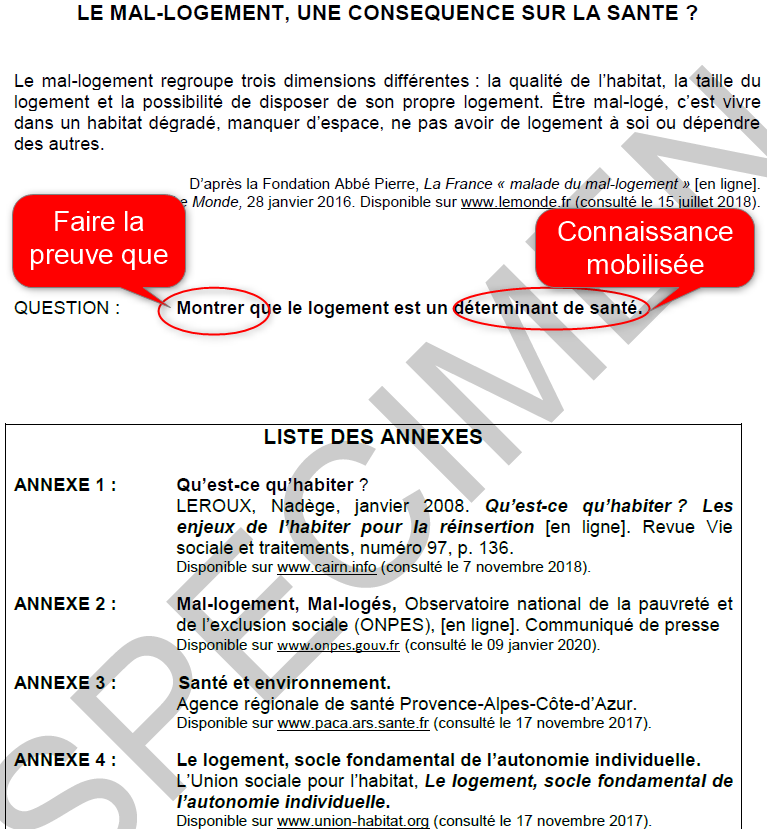 LE MAL-LOGEMENT, UNE CONSEQUENCE SUR LA SANTE ?
Le mal-logement regroupe trois dimensions différentes : la qualité de l’habitat, la taille du
logement et la possibilité de disposer de son propre logement. Être mal-logé, c’est vivre
dans un habitat dégradé, manquer d’espace, ne pas avoir de logement à soi ou dépendre
des autres.
D’après la Fondation Abbé Pierre, La France « malade du mal-logement » [en ligne].
Monde, 28 janvier 2016. Disponible sur www.lemonde.fr (consulté le 15 juillet 2018).
Faire la
preuve que
Connaissance
mobilisée
QUESTION : Montrer que le logement est un déterminant de santé.
LISTE DES ANNEXES
ANNEXE 1 : Qu’est-ce qu’habiter ?
LEROUX, Nadège, janvier 2008. Qu’est-ce qu’habiter ? Les
enjeux de l’habiter pour la réinsertion [en ligne]. Revue Vie
sociale et traitements, numéro 97, p. 136.
Disponible sur www.cairn.info (consulté le 7 novembre 2018).
ANNEXE 2 : Mal-logement, Mal-logés, Observatoire national de la pauvreté et
de l’exclusion sociale (ONPES), [en ligne]. Communiqué de presse
Disponible sur www.onpes.gouv.fr (consulté le 09 janvier 2020).
ANNEXE 3 : Santé et environnement.
Agence régionale de santé Provence-Alpes-Côte-d’Azur.
Disponible sur www.paca.ars.sante.fr (consulté le 17 novembre 2017).
ANNEXE 4 : Le logement, socle fondamental de l’autonomie individuelle.
L’Union sociale pour l’habitat, Le logement, socle fondamental de
l’autonomie individuelle.
Disponible sur www.union-habitat.org (consulté le 17 novembre 2017).
SPECIMEN